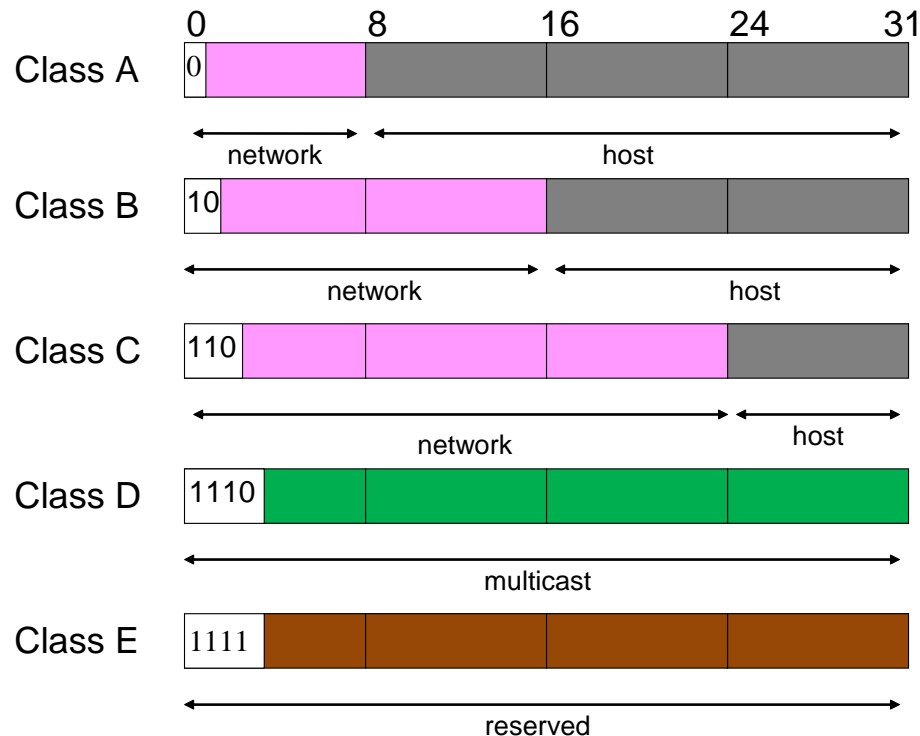 0 8 16 24 31
Class A 0
network host
Class B 10
network host
Class C 110
network host
Class D 1110
multicast
Class E 1111
reserved